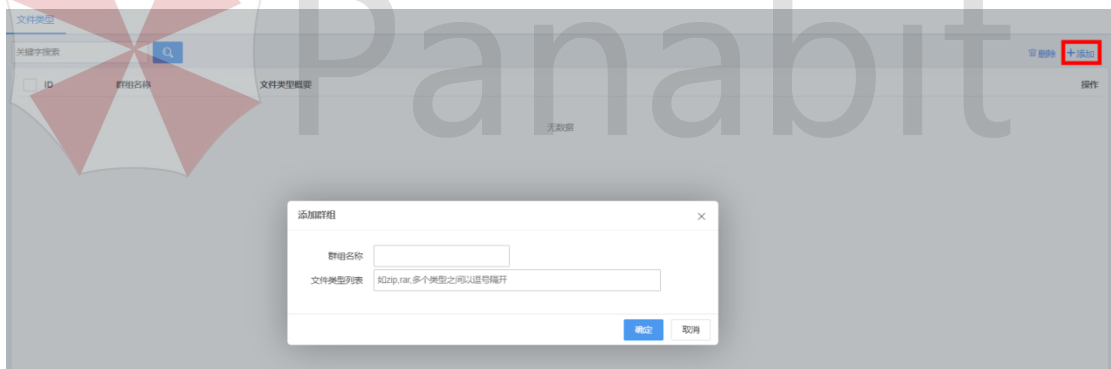 文件类型
关键字搜索
删除 添加
ID 群组名称 文件类型概要 操作
无数据
Panabit
添加群组
群组名称
文件类型列表 如zip,rar,多个类型之间以逗号隔开
确定 取消